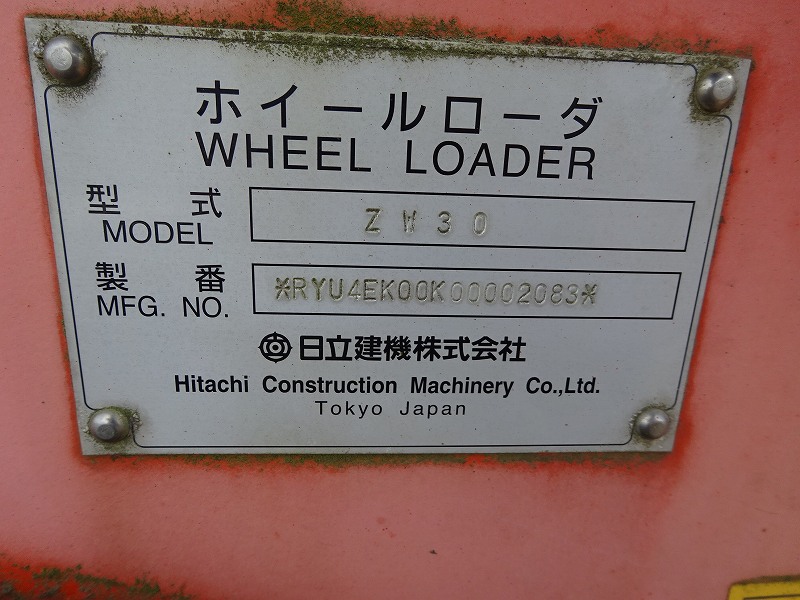 ホイールローダ
WHEEL LOADER
型式 ZW30
MODEL
製番 *RYU4EK00K00002083*
MFG. NO.
日立建機株式会社
Hitachi Construction Machinery Co.,Ltd.
Tokyo Japan